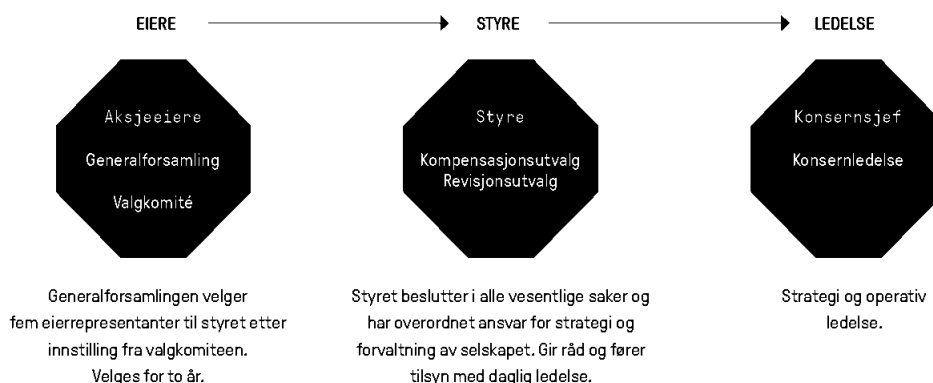 EIERE
STYRE
LEDELSE
Aksjeeiere
Generalforsamling
Valgkomité
Styre
Kompensasjonsutvalg
Revisjonsutvalg
Konsernsjef
Konsernledelse
Generalforsamlingen velger
fem eierrepresentanter til styret etter
innstilling fra valgkomiteen.
Velges for to år.
Styret beslutter i alle vesentlige saker og
har overordnet ansvar for strategi og
forvaltning av selskapet. Gir råd og fører
tilsyn med daglig ledelse.
Strategi og operativ
ledelse.